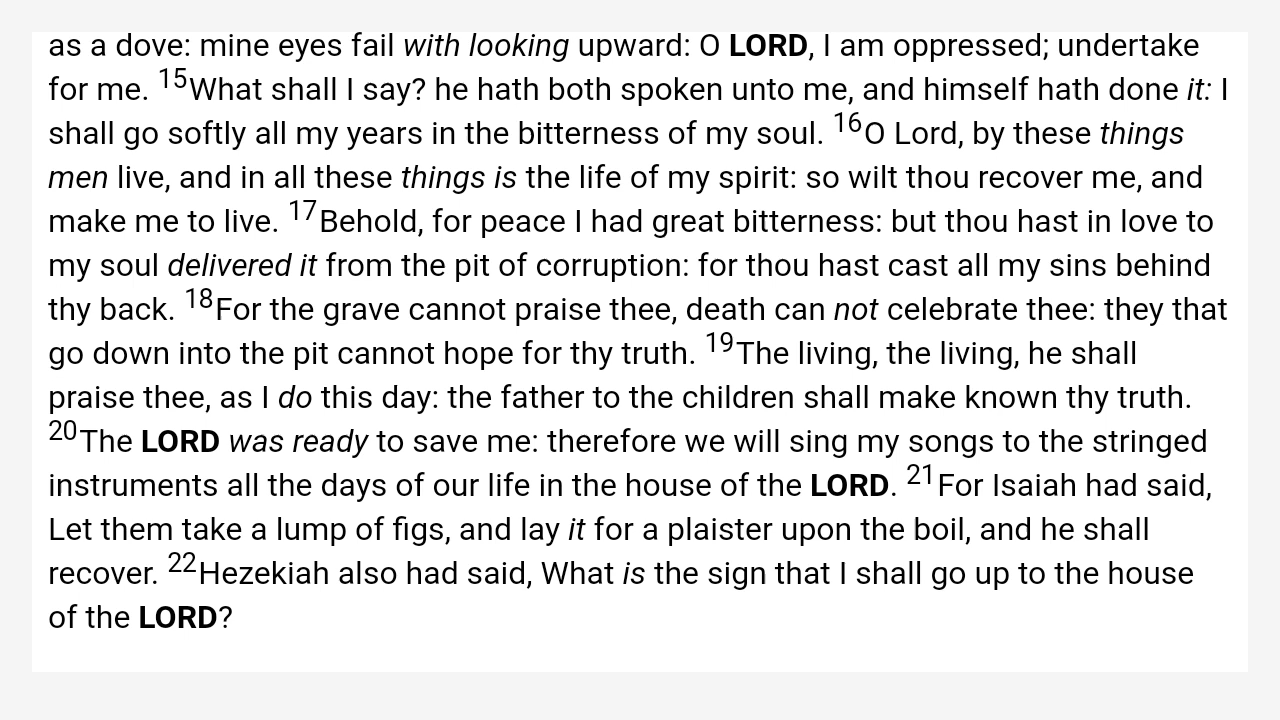 as a dove: mine eyes fail with looking upward: O LORD, I am oppressed; undertake
for me. 15What shall I say? he hath both spoken unto me, and himself hath done it: I
shall go softly all my years in the bitterness of my soul. 16O Lord, by these things
men live, and in all these things is the life of my spirit: so wilt thou recover me, and
make me to live. 17Behold, for peace I had great bitterness: but thou hast in love to
my soul delivered it from the pit of corruption: for thou hast cast all my sins behind
thy back. 18For the grave cannot praise thee, death can not celebrate thee: they that
go down into the pit cannot hope for thy truth. 19The living, the living, he shall
praise thee, as I do this day: the father to the children shall make known thy truth.
20The LORD was ready to save me: therefore we will sing my songs to the stringed
instruments all the days of our life in the house of the LORD. 21For Isaiah had said,
Let them take a lump of figs, and lay it for a plaister upon the boil, and he shall
recover. 22Hezekiah also had said, What is the sign that I shall go up to the house
of the LORD?